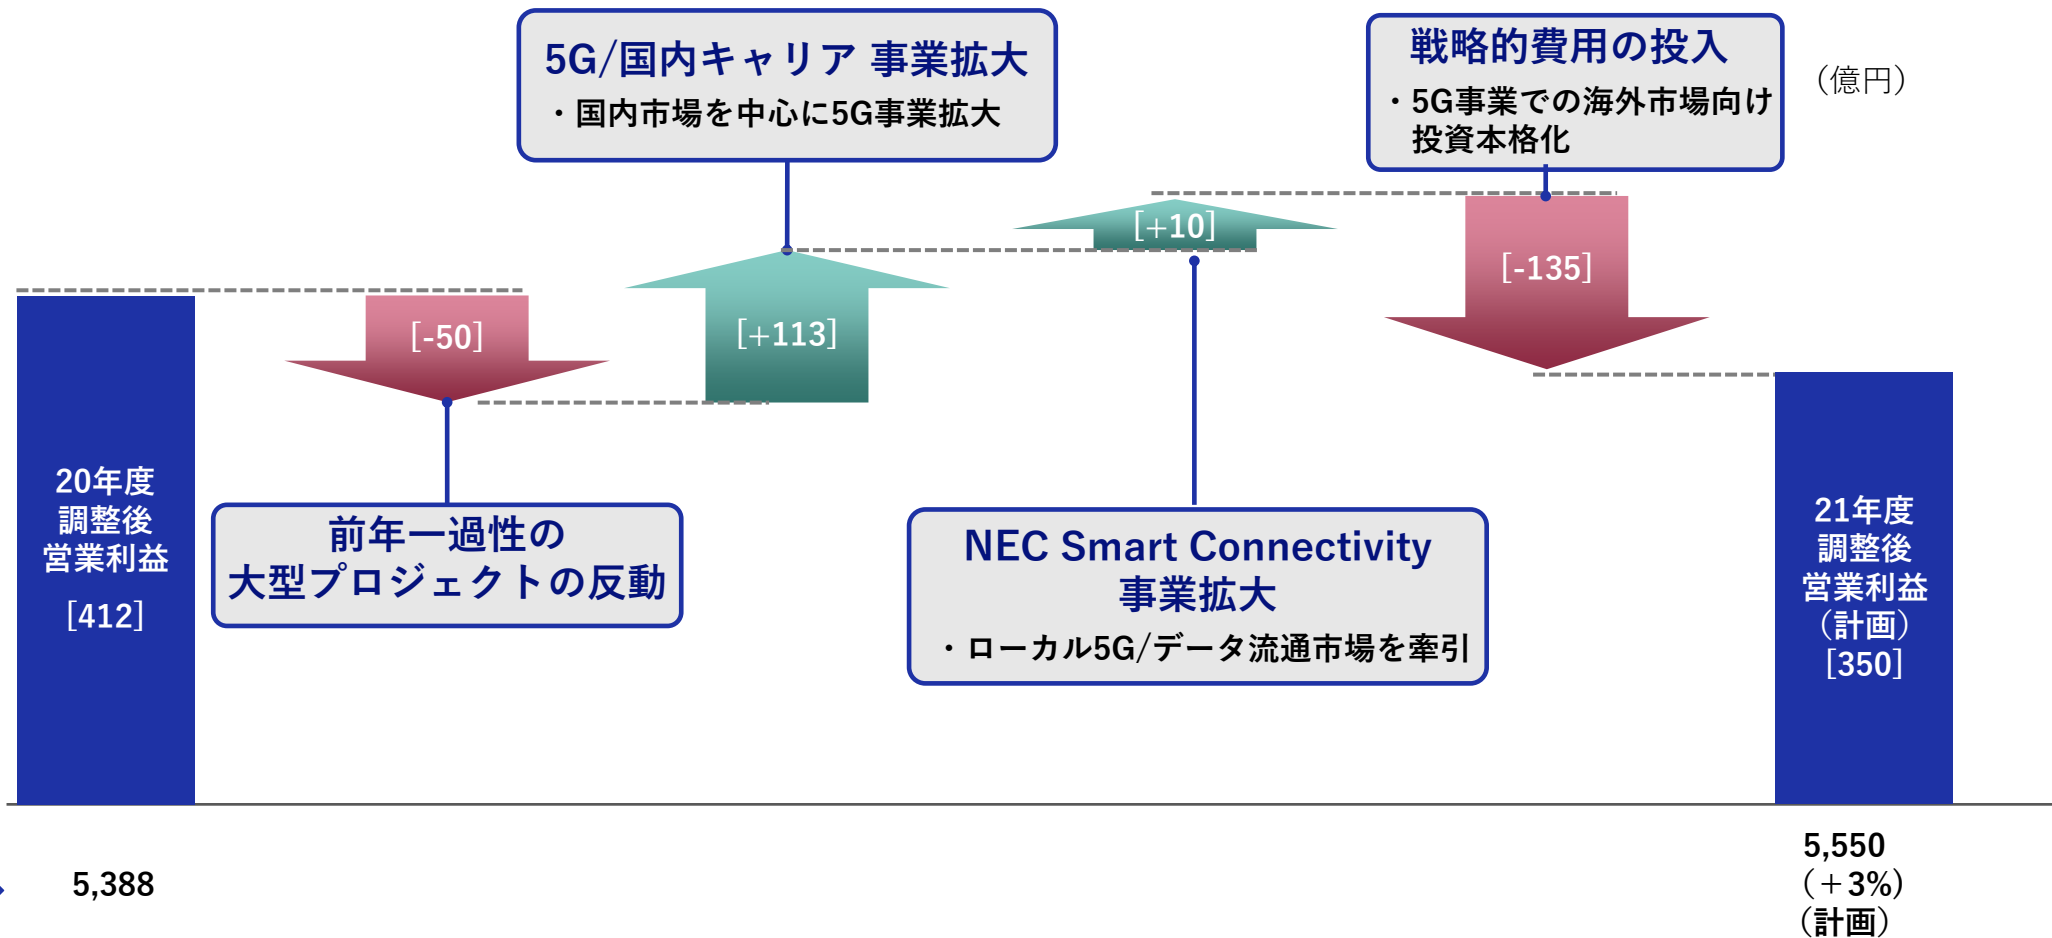 5G/国内キャリア 事業拡大
・国内市場を中心に5G事業拡大
戦略的費用の投入
・5G事業での海外市場向け
投資本格化
（億円）
[-50]
[+113]
[+10]
[-135]
20年度
調整後
営業利益
[412]
前年一過性の
大型プロジェクトの反動
NEC Smart Connectivity
事業拡大
・ローカル5G/データ流通市場を牽引
21年度
調整後
営業利益
（計画）
[350]
5,388
5,550
（＋3%）
（計画）